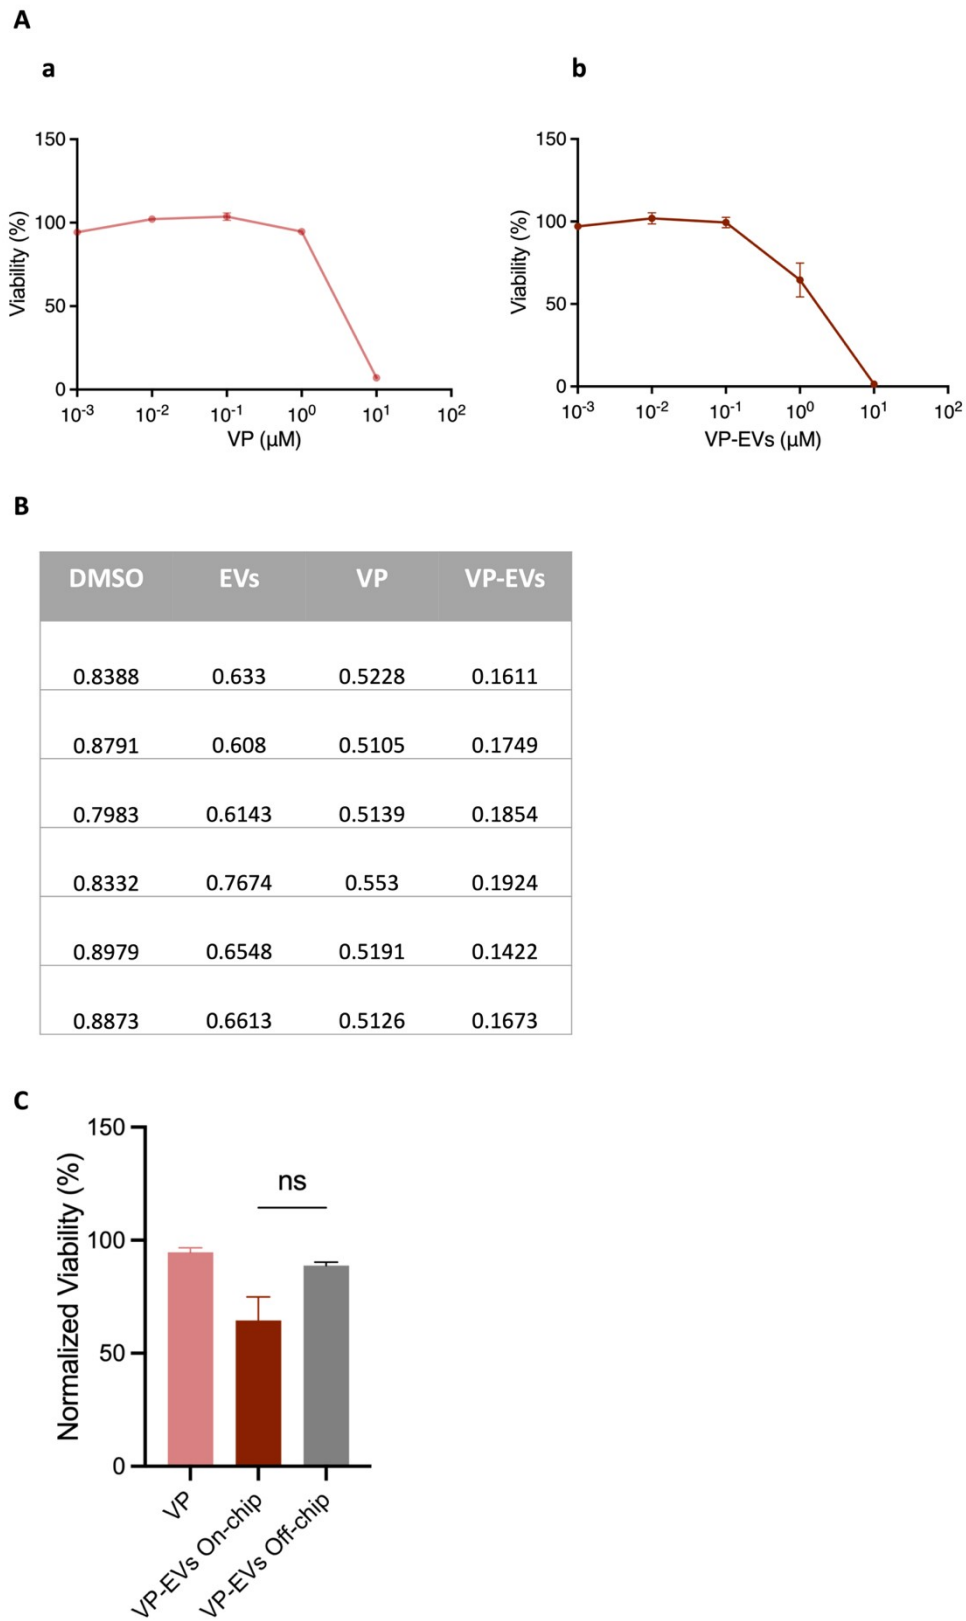 A
a
b
150
100
50
0
Viability (%)
10-3
10-2
10-1
100
101
102
VP (µM)
150
100
50
0
Viability (%)
10-3
10-2
10-1
100
101
102
VP-EVs (µM)
B
DMSO EVs VP VP-EVs
0.8388 0.633 0.5228 0.1611
0.8791 0.608 0.5105 0.1749
0.7983 0.6143 0.5139 0.1854
0.8332 0.7674 0.553 0.1924
0.8979 0.6548 0.5191 0.1422
0.8873 0.6613 0.5126 0.1673
C
150
100
50
0
Normalized Viability (%)
ns
VP
VP-EVs On-chip
VP-EVs Off-chip